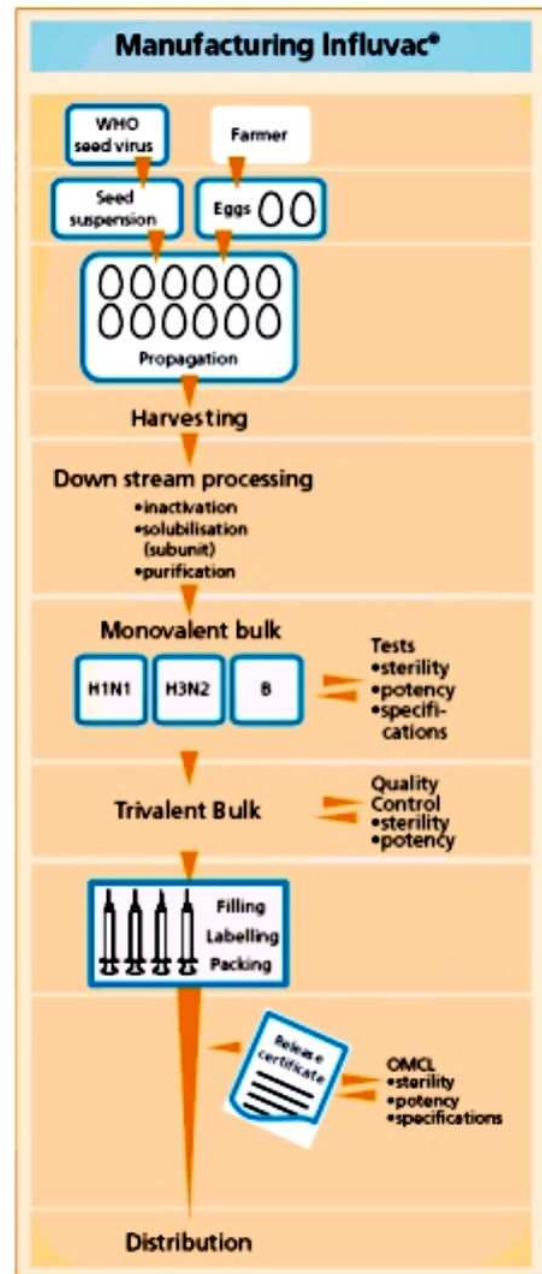 Manufacturing Influvac®
WHO
seed virus
Farmer
Seed
suspension
Eggs
Propagation
Harvesting
Down stream processing
•inactivation
•solubilisation
(subunit)
•purification
Monovalent bulk
H1N1
H3N2
B
Tests
•sterility
•potency
•specifi-
cations
Trivalent Bulk
Quality
Control
•sterility
•potency
Filling
Labelling
Packing
Release
certificate
OMCL
•sterility
•potency
•specifications
Distribution